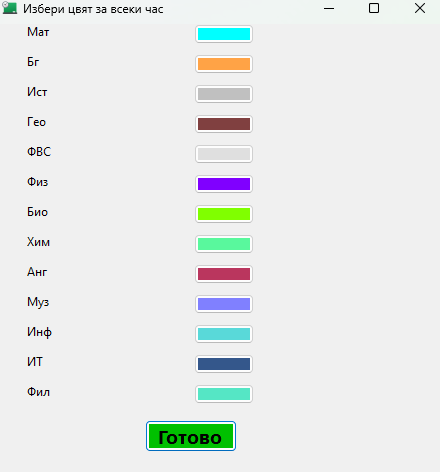 Избери цвят за всеки час
Мат
Бг
Ист
Гео
ФВС
Физ
Био
Хим
Анг
Муз
Инф
ИТ
Фил
Готово